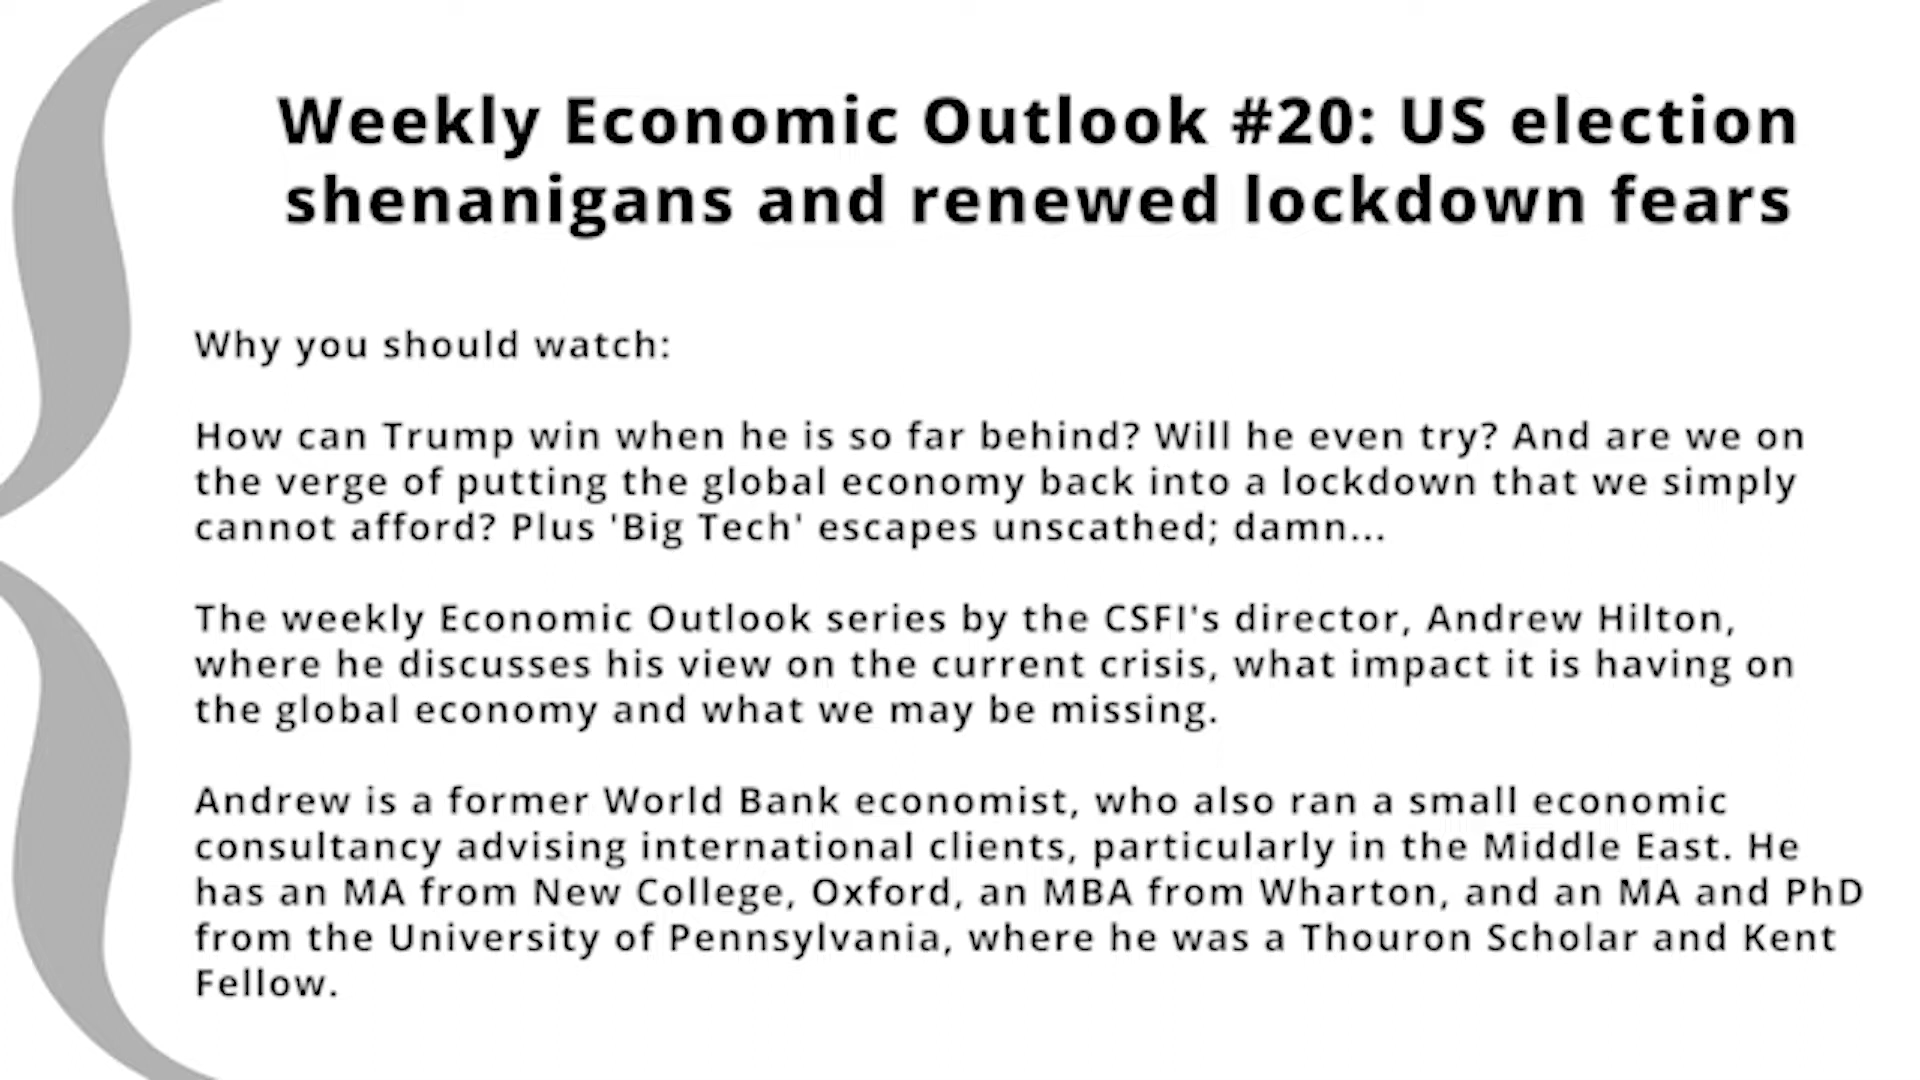 Weekly Economic Outlook #20: US election
shenanigans and renewed lockdown fears
Why you should watch:
How can Trump win when he is so far behind? Will he even try? And are we on
the verge of putting the global economy back into a lockdown that we simply
cannot afford? Plus 'Big Tech' escapes unscathed; damn...
The weekly Economic Outlook series by the CSFI's director, Andrew Hilton,
where he discusses his view on the current crisis, what impact it is having on
the global economy and what we may be missing.
Andrew is a former World Bank economist, who also ran a small economic
consultancy advising international clients, particularly in the Middle East. He
has an MA from New College, Oxford, an MBA from Wharton, and an MA and PhD
from the University of Pennsylvania, where he was a Thouron Scholar and Kent
Fellow.